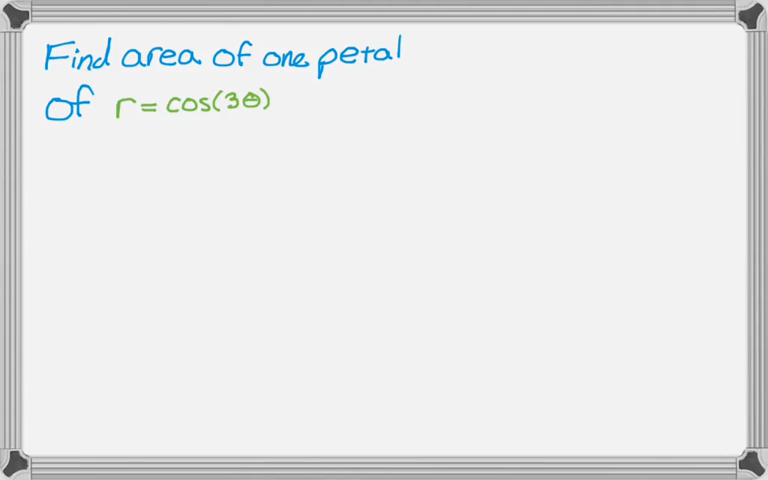 Find area of one petal
of r = cos(3θ)